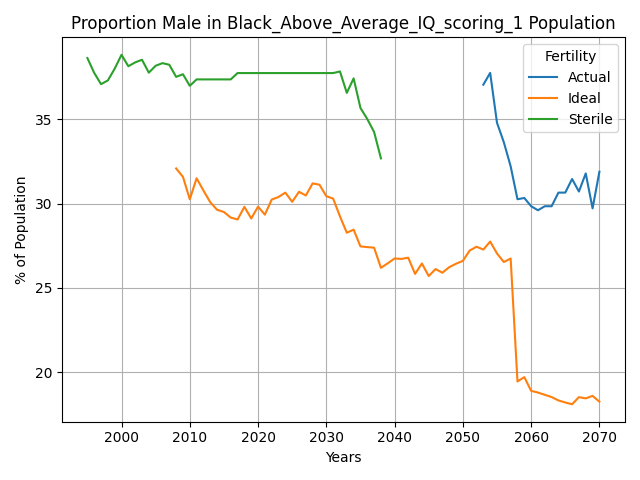 Proportion Male in Black_Above_Average_IQ_scoring_1 Population
Fertility
Actual
Ideal
Sterile
% of Population
35
30
25
20
2000 2010 2020 2030 2040 2050 2060 2070
Years